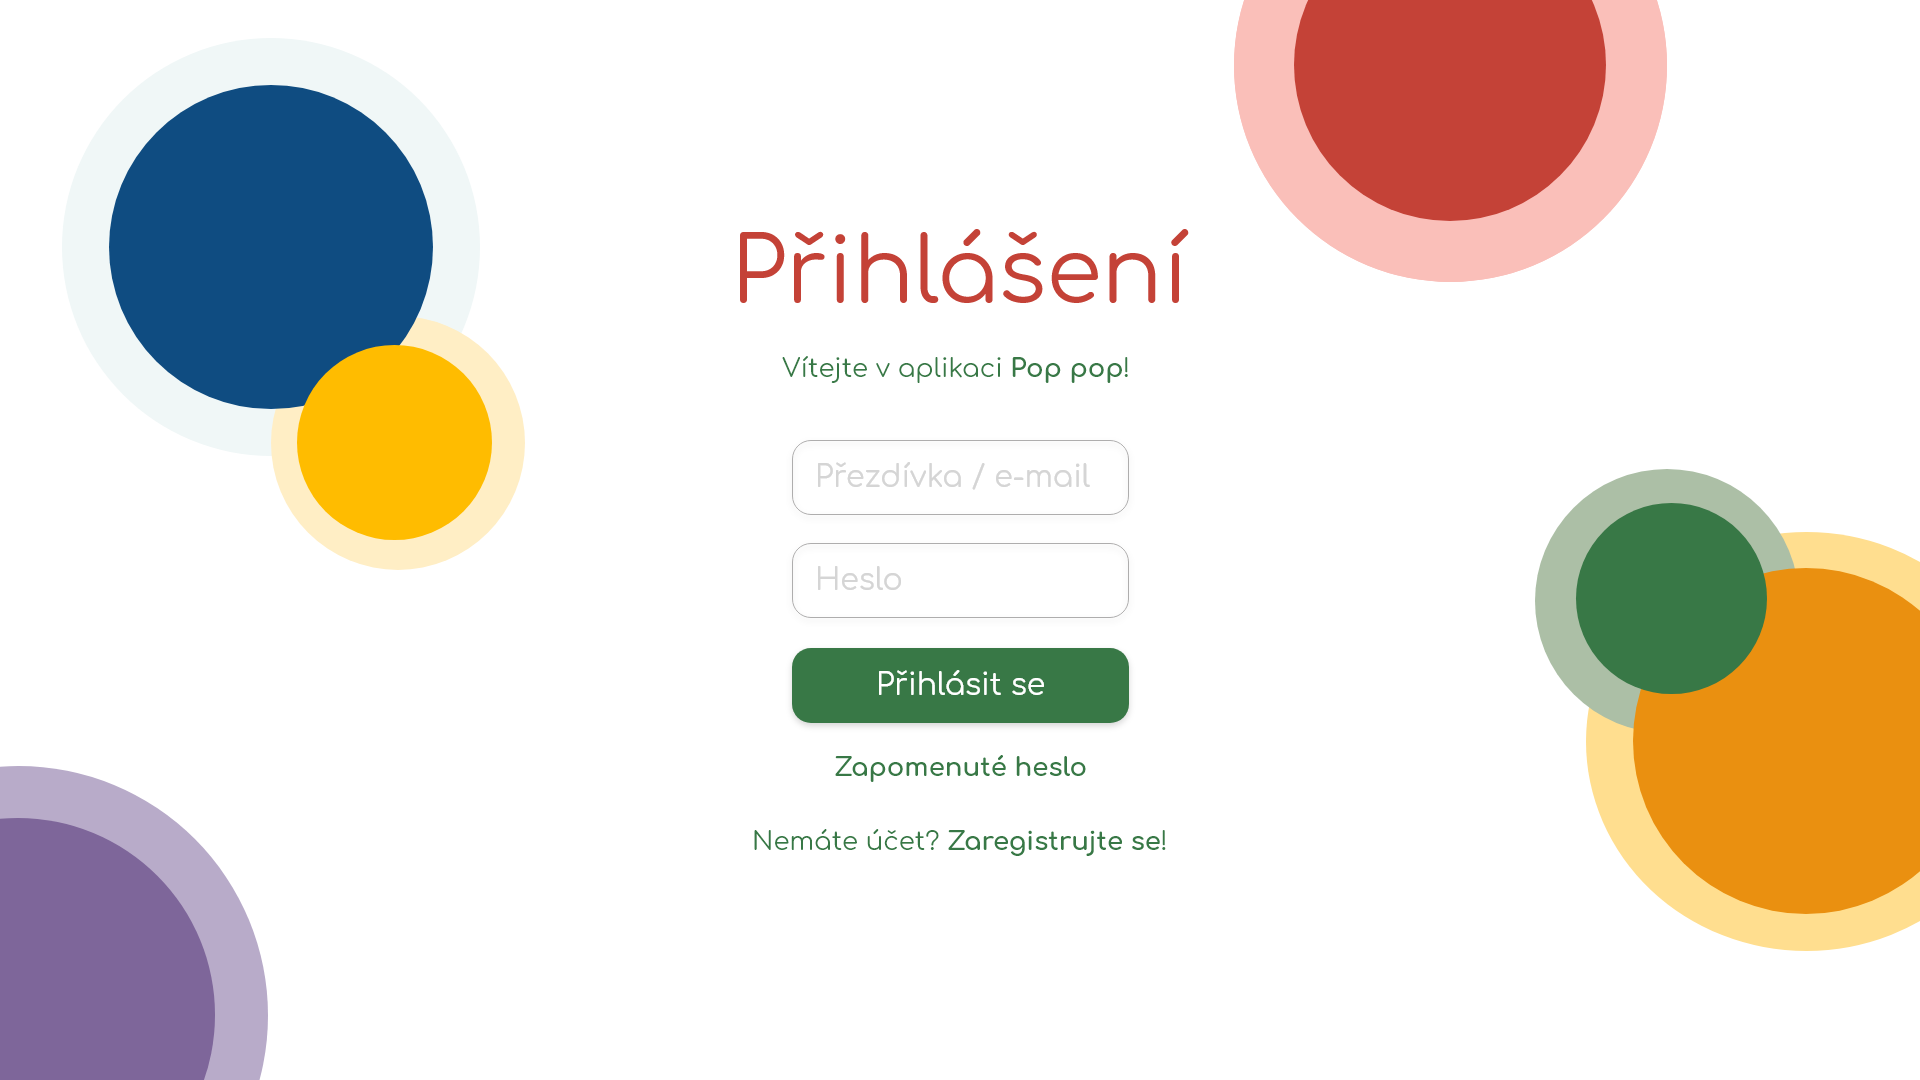 Přihlášení
Vítejte v aplikaci Pop pop!
Přezdívka / e-mail
Heslo
Přihlásit se
Zapomenuté heslo
Nemáte účet? Zaregistrujte se!